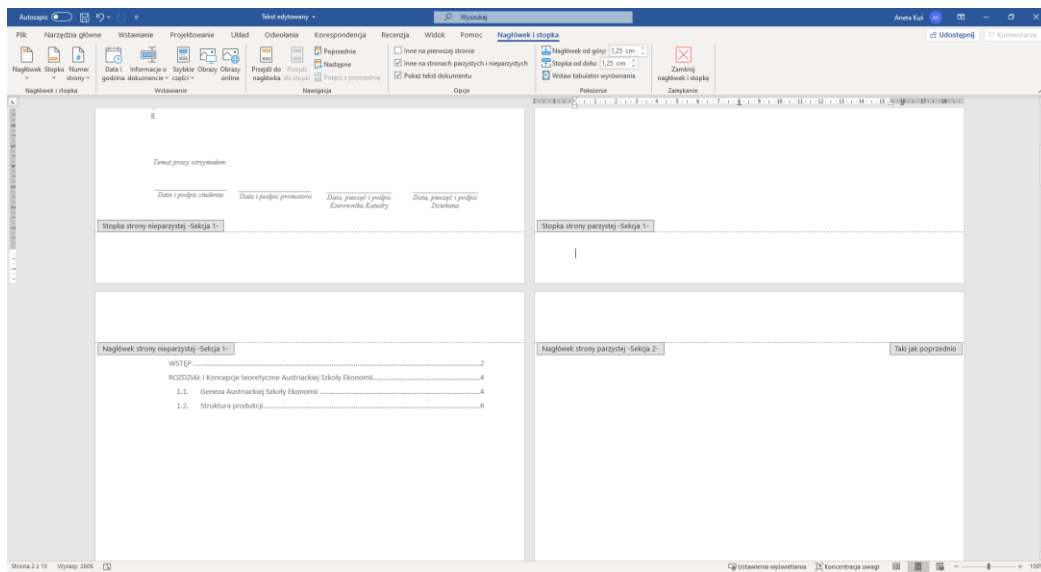 Autozapis
Tekst edytowany
Wyszukaj
Aneta Kuś
Plik Narzędzia główne Wstawianie Projektowanie Układ Odwołania Korespondencja Recenzja Widok Pomoc Nagłówek i stopka
Udostępnij Komentarze
Nagłówek Stopka Numer strony
Data i godzina Informacje o dokumencie Szybkie części Obrazy Obrazy online
Przejdź do nagłówka Przejdź do stopki
Poprzednie
Następne
Połącz z poprzednią
Inne na pierwszej stronie
Inne na stronach parzystych i nieparzystych
Pokaż tekst dokumentu
Nagłówek od góry: 1,25 cm
Stopka od dołu: 1,25 cm
Wstaw tabulator wyrównania
Zamknij nagłówek i stopkę
Nagłówek i stopka Wstawianie Nawigacja Opcje Położenie Zamykanie
8.
Temat pracy otrzymałem:
Data i podpis studenta Data i podpis promotora Data, pieczęć i podpis Data, pieczęć i podpis
Kierownika Katedry Dziekana
Stopka strony nieparzystej -Sekcja 1-
Stopka strony parzystej -Sekcja 1-
Nagłówek strony nieparzystej -Sekcja 1-
Nagłówek strony parzystej -Sekcja 2-
Taki jak poprzednio
WSTĘP 2
ROZDZIAŁ I Koncepcje teoretyczne Austriackiej Szkoły Ekonomii 4
1.1. Geneza Austriackiej Szkoły Ekonomii 4
1.2. Struktura produkcji 6
Strona 2 z 15 Wyrazy: 2606
Ustawienia wyświetlania Koncentracja uwagi
100%